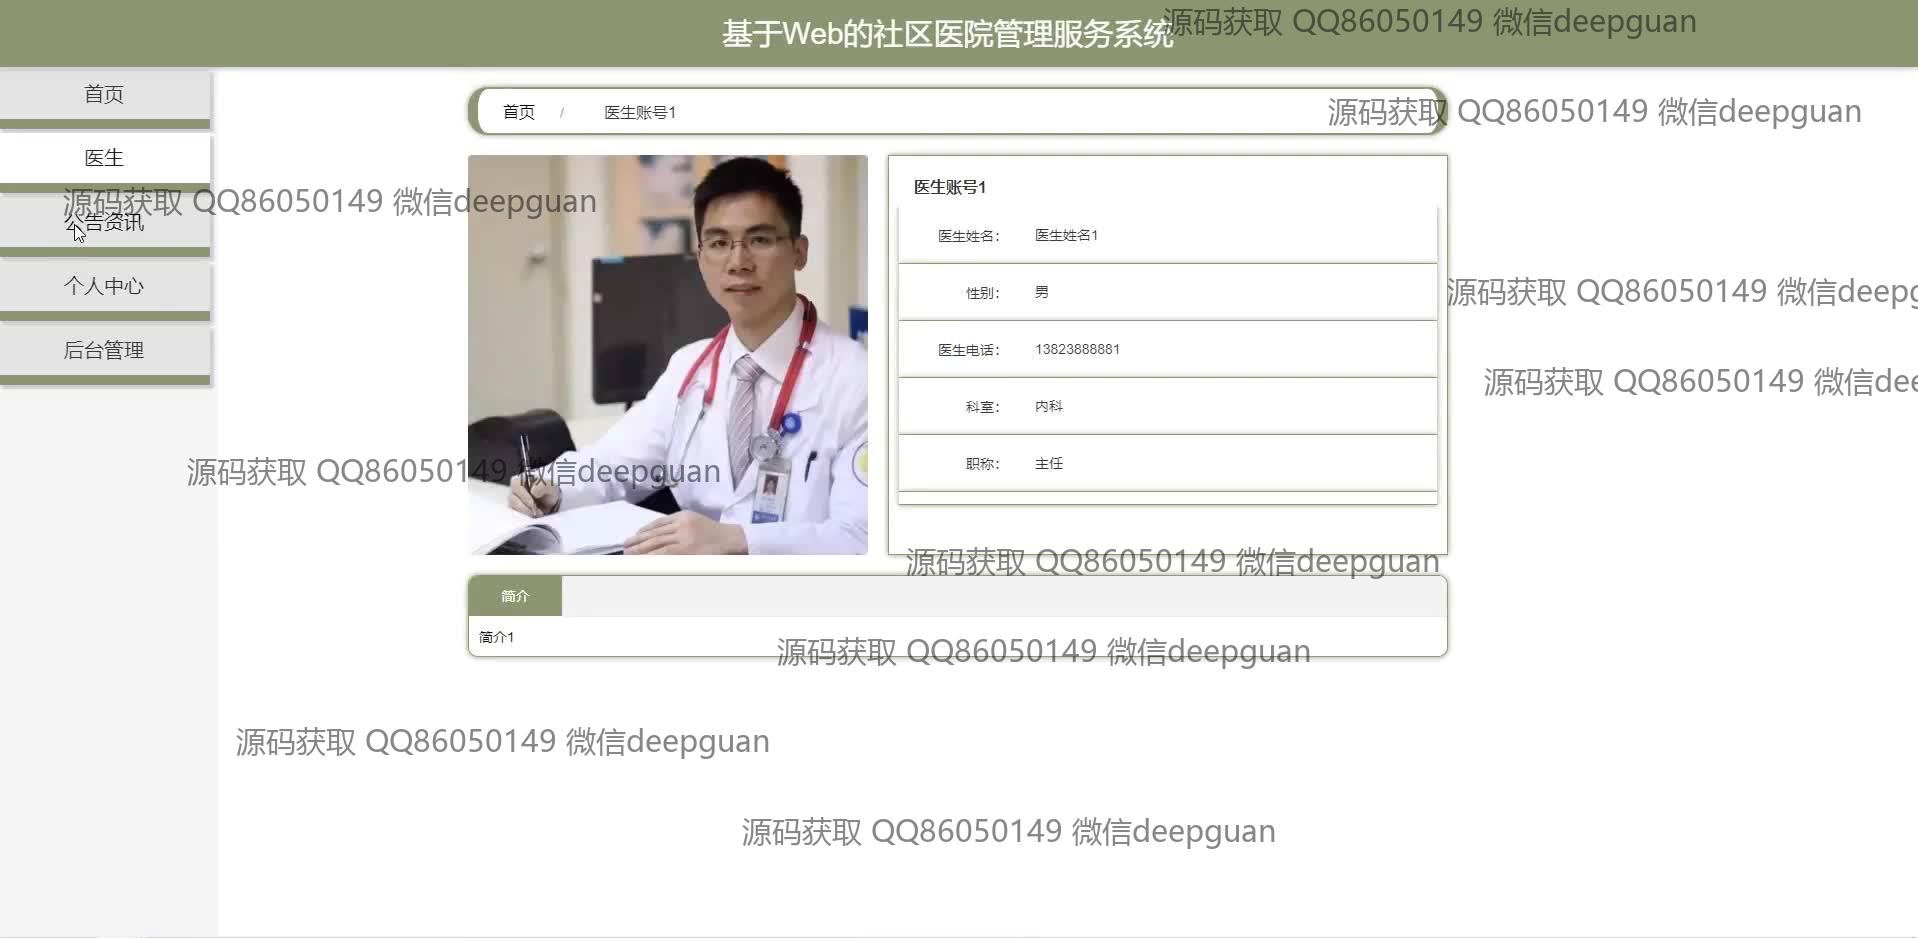 基于Web的社区医院管理服务系统
源码获取 QQ86050149 微信deepguan
首页
首页 / 医生账号1
源码获取 QQ86050149 微信deepguan
医生
源码获取 QQ86050149 微信deepguan
公告资讯
个人中心
后台管理
医生账号1
医生姓名： 医生姓名1
性别： 男
源码获取 QQ86050149 微信deepg
医生电话： 13823888881
源码获取 QQ86050149 微信dee
科室： 内科
职称： 主任
源码获取 QQ86050149 微信deepguan
源码获取 QQ86050149 微信deepguan
简介
简介1
源码获取 QQ86050149 微信deepguan
源码获取 QQ86050149 微信deepguan
源码获取 QQ86050149 微信deepguan